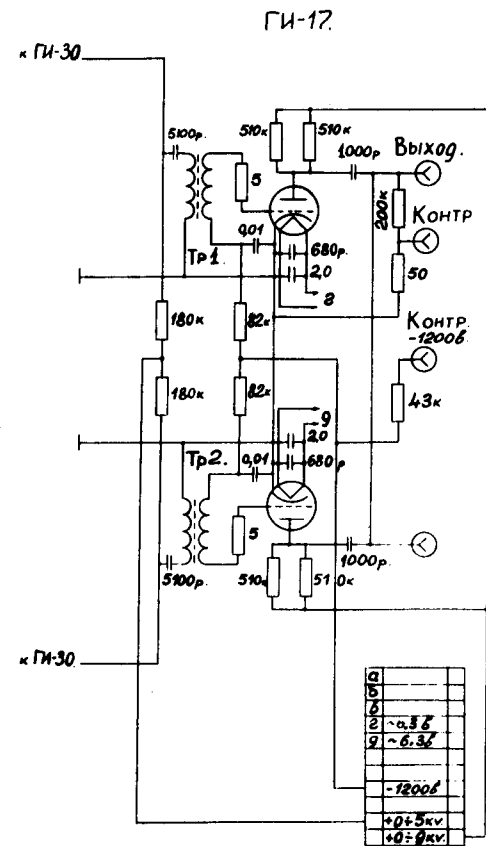 ГИ-17.
к ГИ-30
5100р.
510к
510к
1000р
Выход.
5
200к
Контр
0,01
680р.
Тр1.
2,0
50
г
180к
82к
Контр.
-1200в.
180к
82к
43к
д
2,0
Тр2.
0,01
680р
5
1000р.
5100р.
510к
510к
к ГИ-30
а
б
в
г ~6.3в
д ~6.3в
-1200в
+0÷5кv.
+0÷9кv.